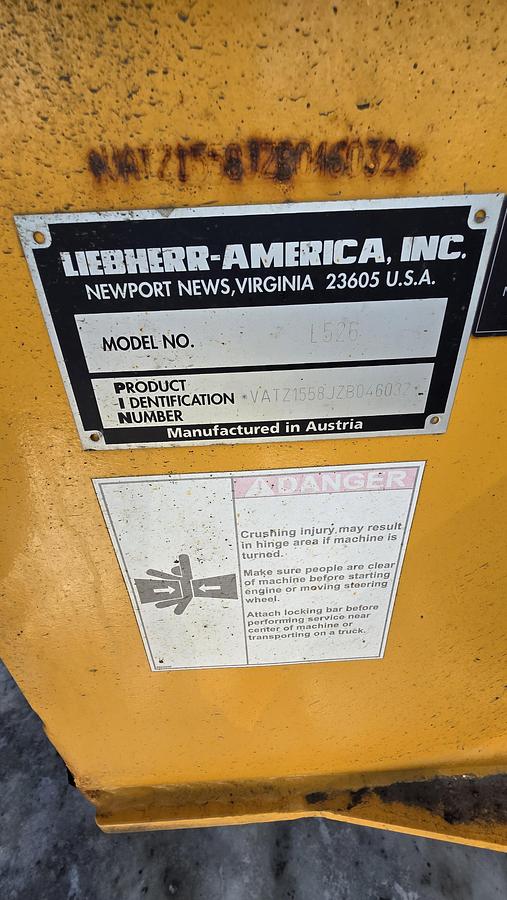 *VATZ1558JZB046032*
LIEBHERR-AMERICA, INC.
NEWPORT NEWS, VIRGINIA 23605 U.S.A.
MODEL NO. L526
PRODUCT
IDENTIFICATION *VATZ1558JZB046032*
NUMBER
Manufactured in Austria
DANGER
Crushing injury may result
in hinge area if machine is
turned.
Make sure people are clear
of machine before starting
engine or moving steering
wheel.
Attach locking bar before
performing service near
center of machine or
transporting on a truck.